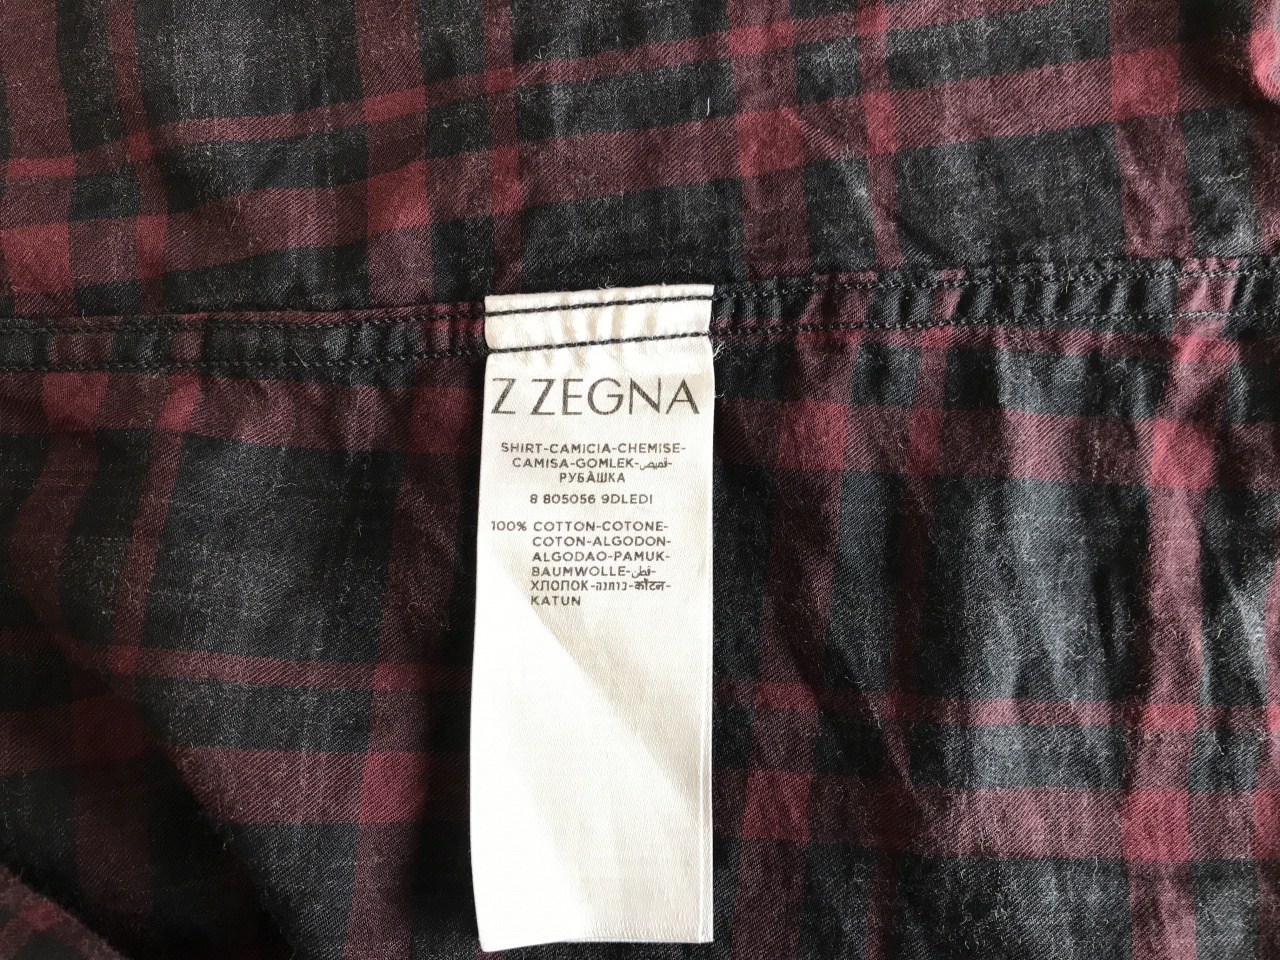 Z ZEGNA
SHIRT-CAMICIA-CHEMISE-
CAMISA-GOMLEK-قميص-
РУБАШКА
8 805056 9DLEDI
100% COTTON-COTONE-
COTON-ALGODON-
ALGODAO-PAMUK-
BAUMWOLLE-قطن-
ХЛОПОК-כותנה-कॉटन-
KATUN